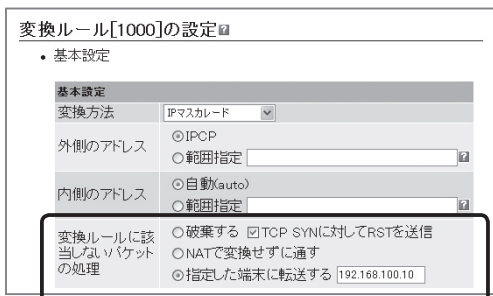 変換ルール[1000]の設定?
• 基本設定
基本設定
変換方法 IPマスカレード
外側のアドレス
◉IPCP
○範囲指定 ?
内側のアドレス
◉自動(auto)
○範囲指定 ?
変換ルールに該
当しないパケット
の処理
○破棄する ☑TCP SYNに対してRSTを送信
○NATで変換せずに通す
◉指定した端末に転送する 192.168.100.10